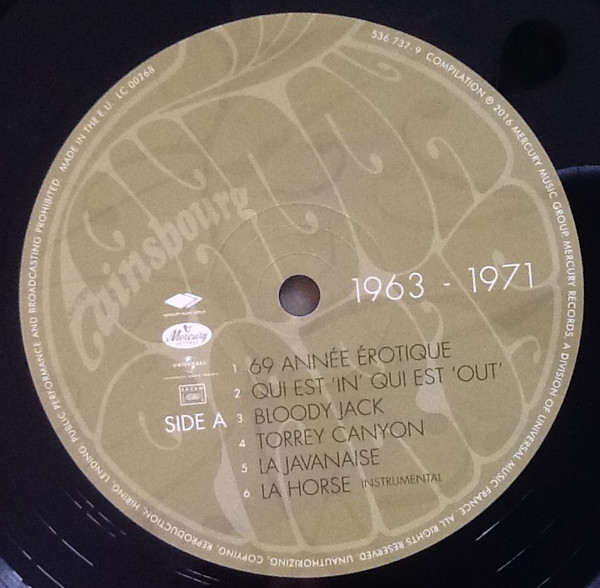 536 737-9 COMPILATION ℗ 2016 MERCURY MUSIC GROUP, MERCURY RECORDS, A DIVISION OF UNIVERSAL MUSIC FRANCE. ALL RIGHTS RESERVED. UNAUTHORIZING, COPYING, REPRODUCTION, HIRING, LENDING, PUBLIC PERFORMANCE AND BROADCASTING PROHIBITED. MADE IN THE E.U. LC 00268
Gainsbourg
1963 - 1971
Mercury
UNIVERSAL
SACEM
SIDE A
1 69 ANNÉE ÉROTIQUE
2 QUI EST 'IN' QUI EST 'OUT'
3 BLOODY JACK
4 TORREY CANYON
5 LA JAVANAISE
6 LA HORSE INSTRUMENTAL